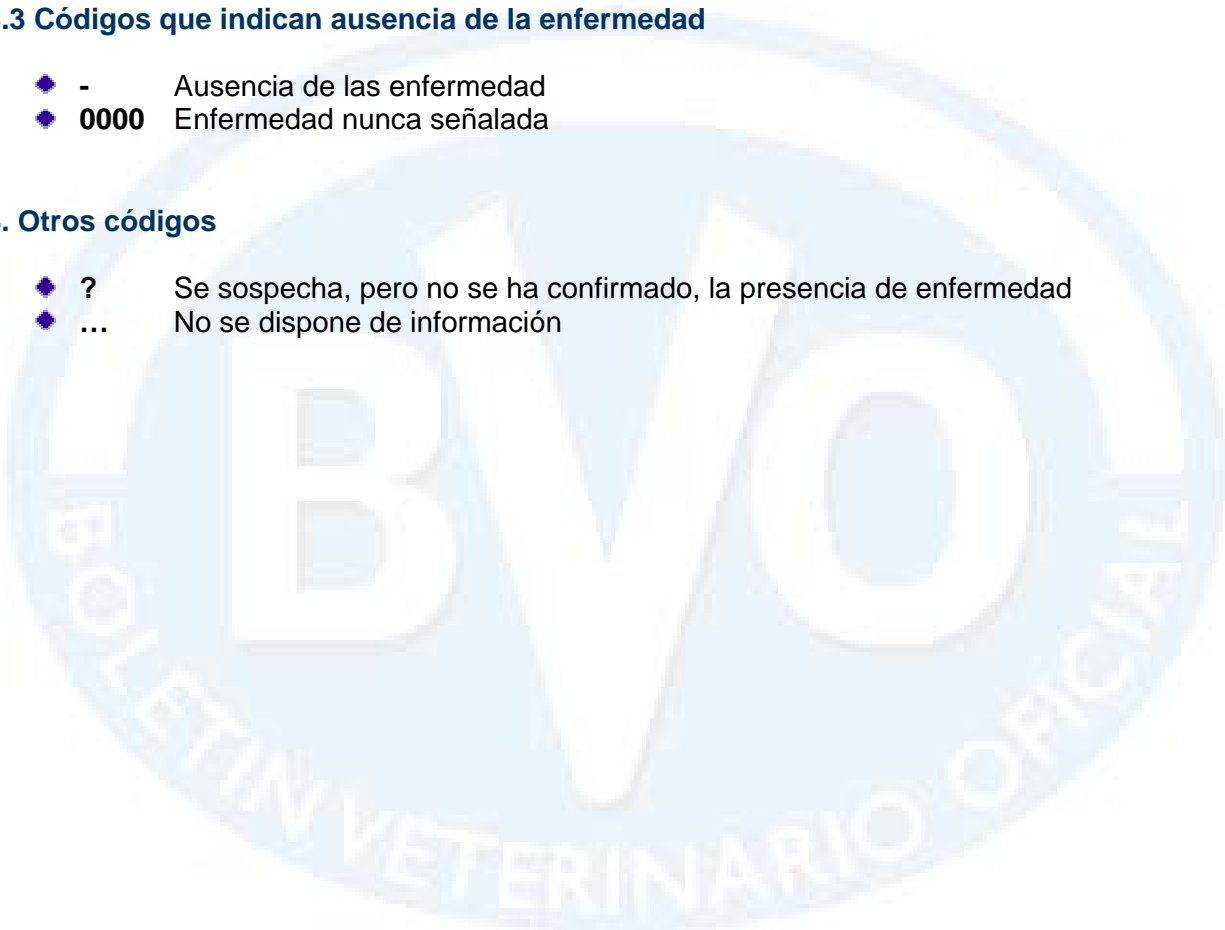 .3 Códigos que indican ausencia de la enfermedad
- Ausencia de las enfermedad
0000 Enfermedad nunca señalada
. Otros códigos
? Se sospecha, pero no se ha confirmado, la presencia de enfermedad
... No se dispone de información
BVO
BOLETIN VETERINARIO OFICIAL